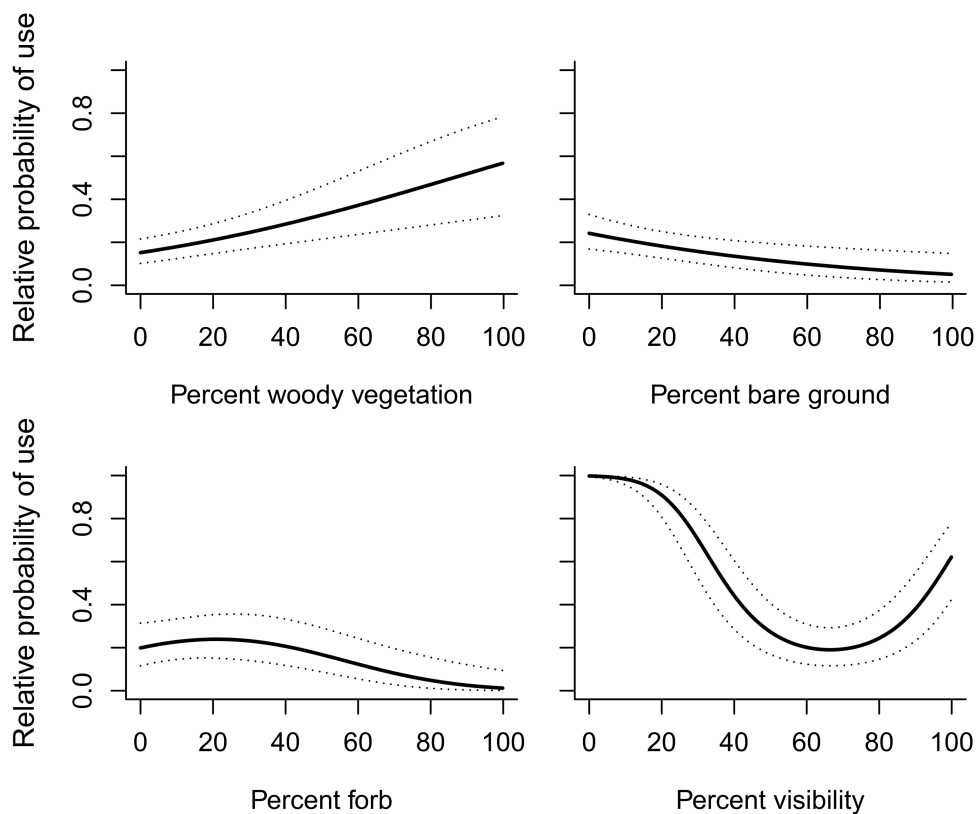 Relative probability of use
0.8
0.4
0.0
0 20 40 60 80 100
0 20 40 60 80 100
Percent woody vegetation
Percent bare ground
Relative probability of use
0.8
0.4
0.0
0 20 40 60 80 100
0 20 40 60 80 100
Percent forb
Percent visibility